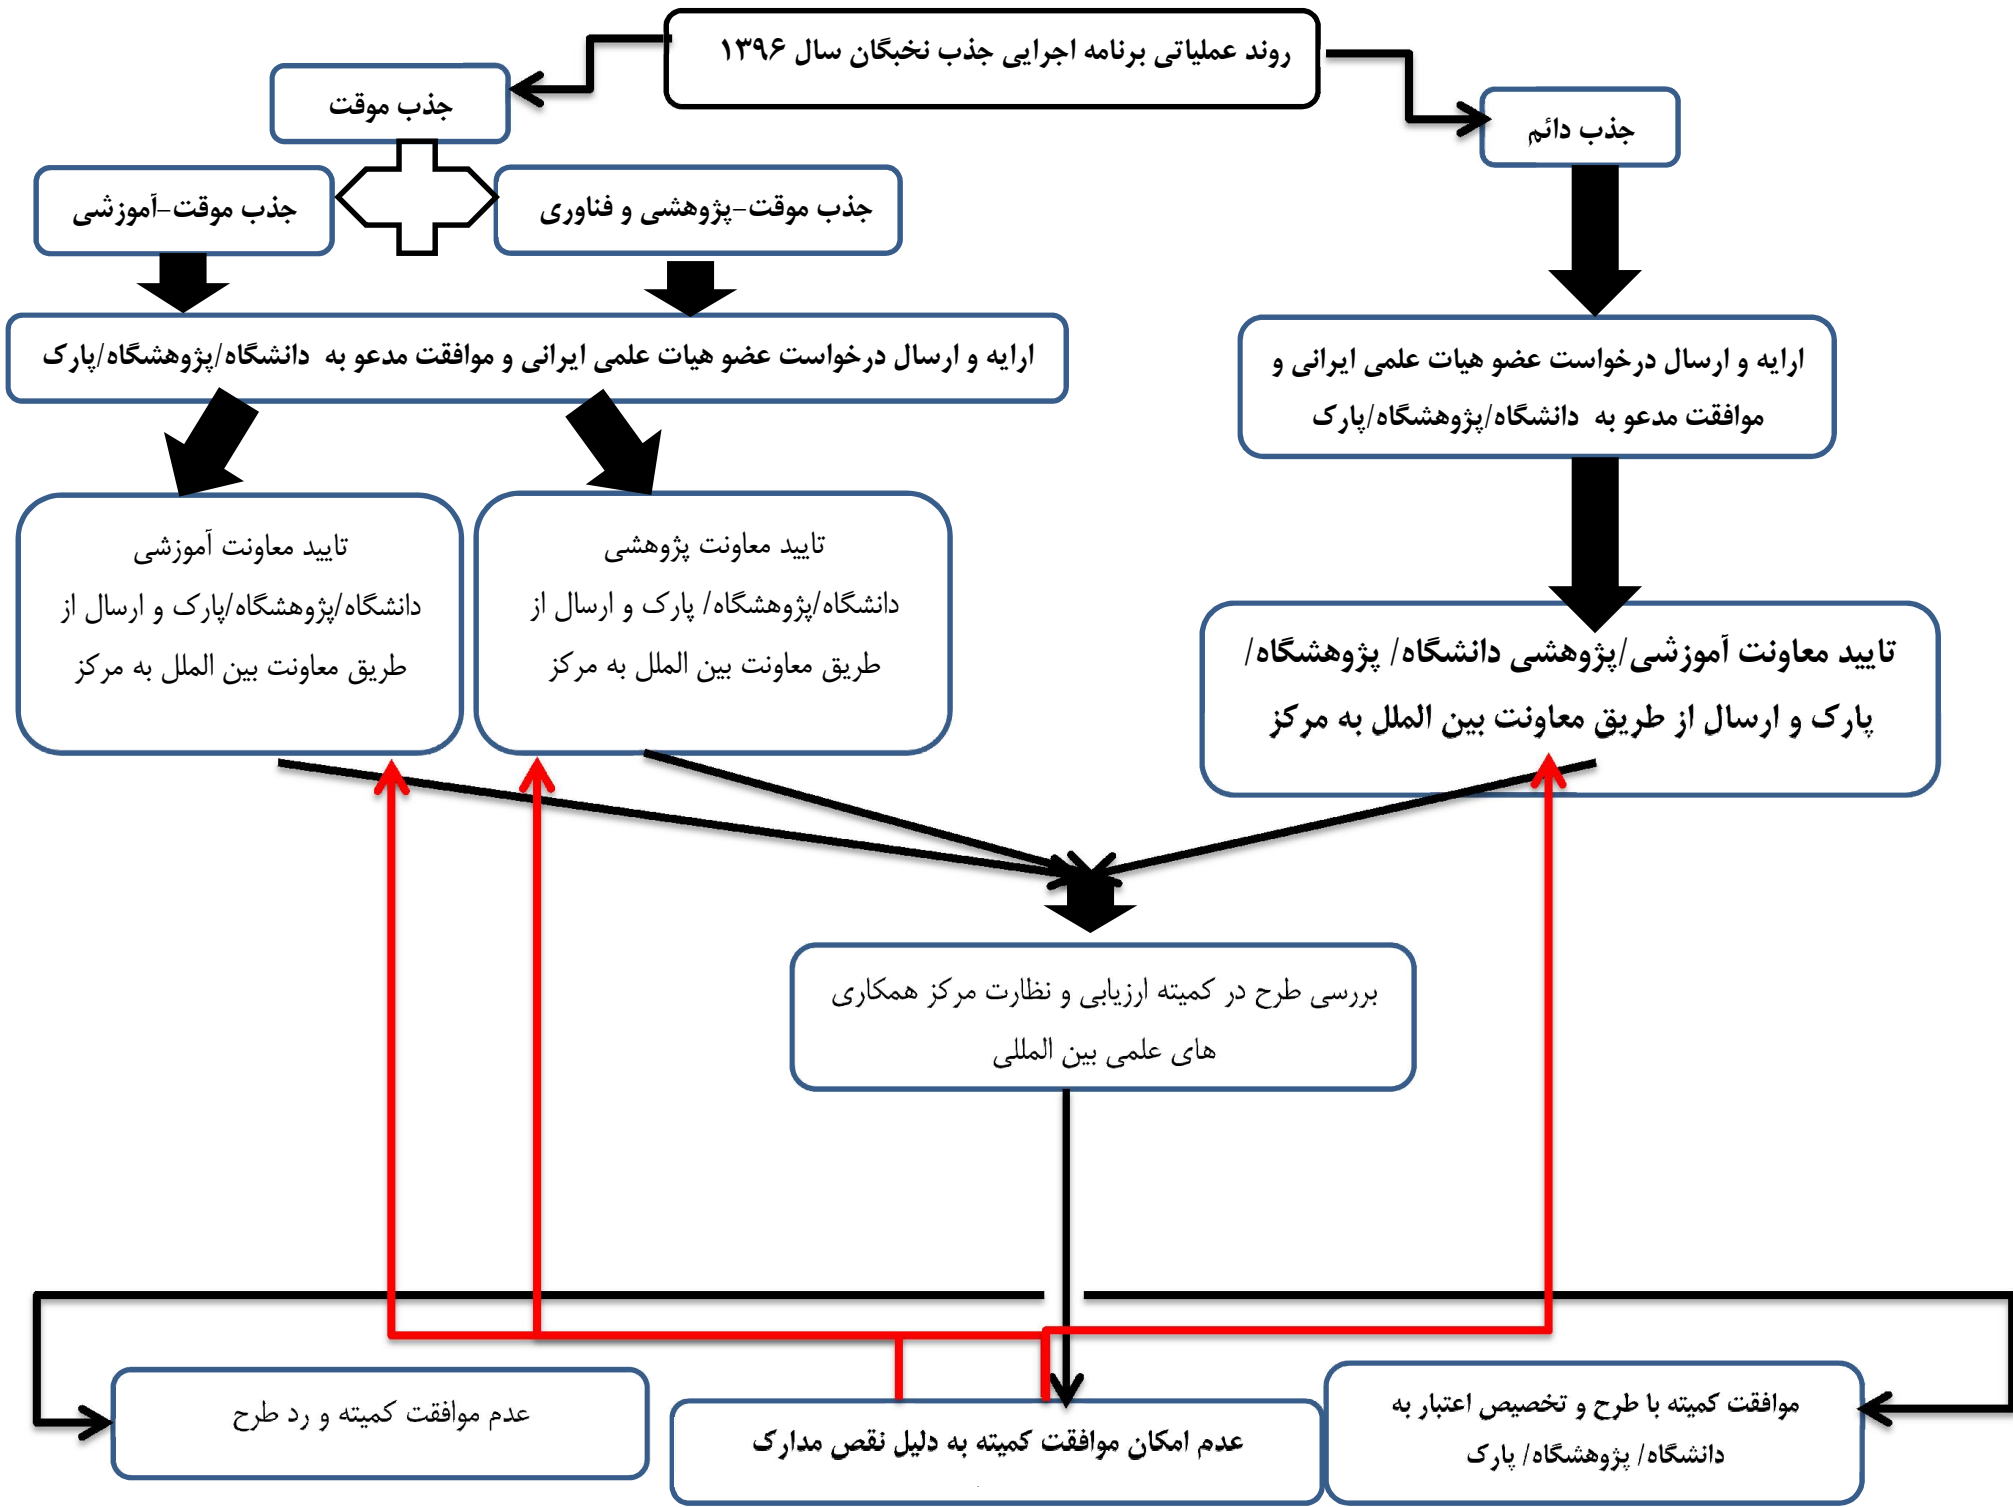 روند عملیاتی برنامه اجرایی جذب نخبگان سال ۱۳۹۶
جذب دائم
جذب موقت
جذب موقت-پژوهشی و فناوری
جذب موقت-آموزشی
ارایه و ارسال درخواست عضو هیات علمی ایرانی و
موافقت مدعو به دانشگاه/پژوهشگاه/پارک
ارایه و ارسال درخواست عضو هیات علمی ایرانی و موافقت مدعو به دانشگاه/پژوهشگاه/پارک
تایید معاونت آموزشی/پژوهشی دانشگاه/ پژوهشگاه/
پارک و ارسال از طریق معاونت بین الملل به مرکز
تایید معاونت پژوهشی
دانشگاه/پژوهشگاه/ پارک و ارسال از
طریق معاونت بین الملل به مرکز
تایید معاونت آموزشی
دانشگاه/پژوهشگاه/پارک و ارسال از
طریق معاونت بین الملل به مرکز
بررسی طرح در کمیته ارزیابی و نظارت مرکز همکاری
های علمی بین المللی
موافقت کمیته با طرح و تخصیص اعتبار به
دانشگاه/ پژوهشگاه/ پارک
عدم امکان موافقت کمیته به دلیل نقص مدارک
عدم موافقت کمیته و رد طرح